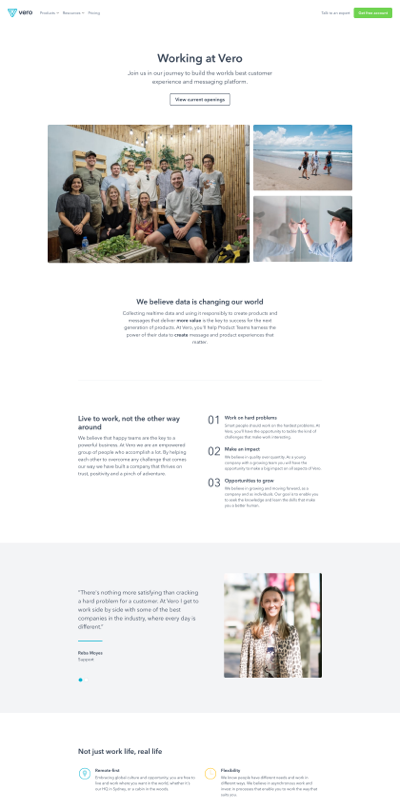 vero Products Resources Pricing Talk to an expert Get free account
Working at Vero
Join us in our journey to build the worlds best customer
experience and messaging platform.
View current openings
We believe data is changing our world
Collecting realtime data and using it responsibly to create products and
messages that deliver more value is the key to success for the next
generation of products. At Vero, you'll help Product Teams harness the
power of their data to create message and product experiences that
matter.
Live to work, not the other way
around
We believe that happy teams are the key to a
powerful business. At Vero we are an empowered
group of people who accomplish a lot. By helping
each other to overcome any challenge that comes
our way we have built a company that thrives on
trust, positivity and a pinch of adventure.
01 Work on hard problems
Smart people should work on the hardest problems. At
Vero, you'll have the opportunity to tackle the kind of
challenges that make work interesting.
02 Make an impact
We believe in quality over quantity. As a young
company with a growing team you will have the
opportunity to make a big impact on all aspects of Vero.
03 Opportunities to grow
We believe in growing and moving forward, as a
company and as individuals. Our goal is to enable you
to seek the knowledge and learn the skills that make
you a better human.
"There's nothing more satisfying than cracking
a hard problem for a customer. At Vero I get to
work side by side with some of the best
companies in the industry, where every day is
different."
Reba Moyes
Support
Not just work life, real life
Remote first
Embracing global culture and opportunity, you are free to
live and work where you want in the world, whether it's
our HQ in Sydney, or a cabin in the woods.
Flexibility
We know people have different needs and work in
different ways. We believe in asynchronous work and
invest in processes that enable you to work the way that
suits you.